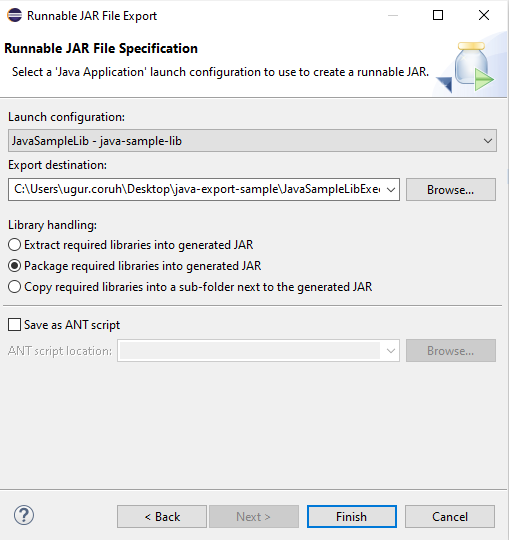 Runnable JAR File Export
Runnable JAR File Specification
Select a 'Java Application' launch configuration to use to create a runnable JAR.
Launch configuration:
JavaSampleLib - java-sample-lib
Export destination:
C:\Users\ugur.coruh\Desktop\java-export-sample\JavaSampleLibExec
Browse...
Library handling:
Extract required libraries into generated JAR
Package required libraries into generated JAR
Copy required libraries into a sub-folder next to the generated JAR
Save as ANT script
ANT script location:
Browse...
?
< Back
Next >
Finish
Cancel